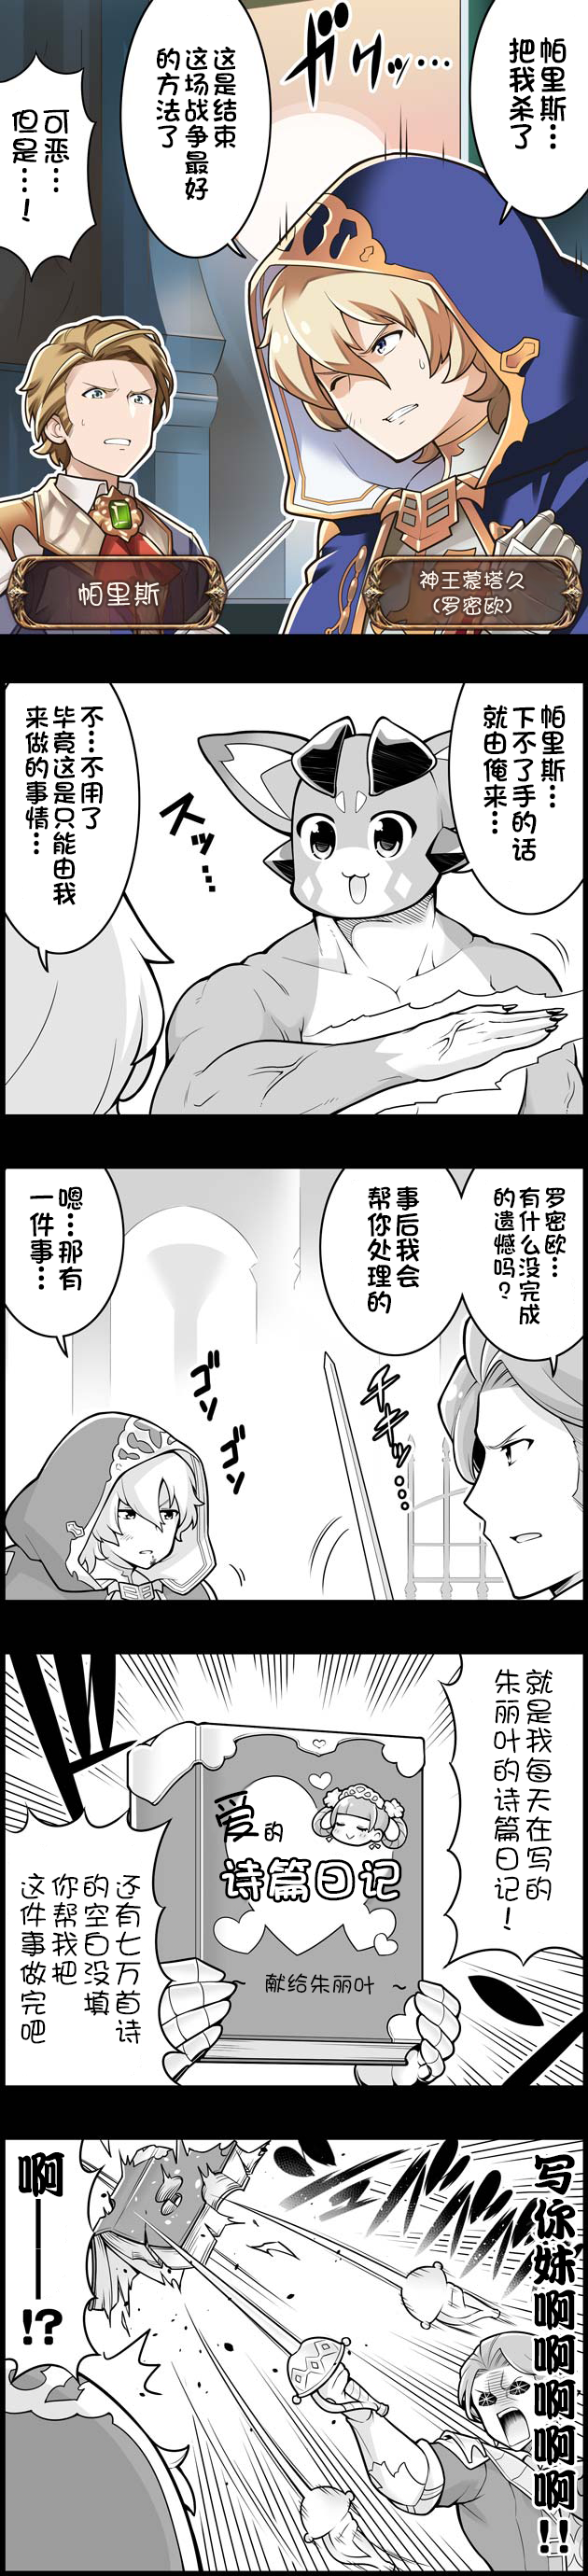 帕里斯…
把我杀了
ガクッ…
这是结束
这场战争最好
的方法了
可恶…
但是…！
帕里斯
神王蒙塔久
（罗密欧）
帕里斯…
下不了手的话
就由俺来…
スッ…
不…不用了
毕竟这是只能由我
来做的事情…
罗密欧…
有什么没完成
的遗憾吗？
事后我会
帮你处理的
チャキッ…
嗯…那有
一件事…
ゴソ
ゴソ
就是我每天在写的
朱丽叶的诗篇日记！
ドン
爱的
诗篇日记
～ 献给朱丽叶 ～
还有七万首诗
的空白没填
你帮我把
这件事做完吧
写你妹啊啊啊啊啊!!
啊——!?